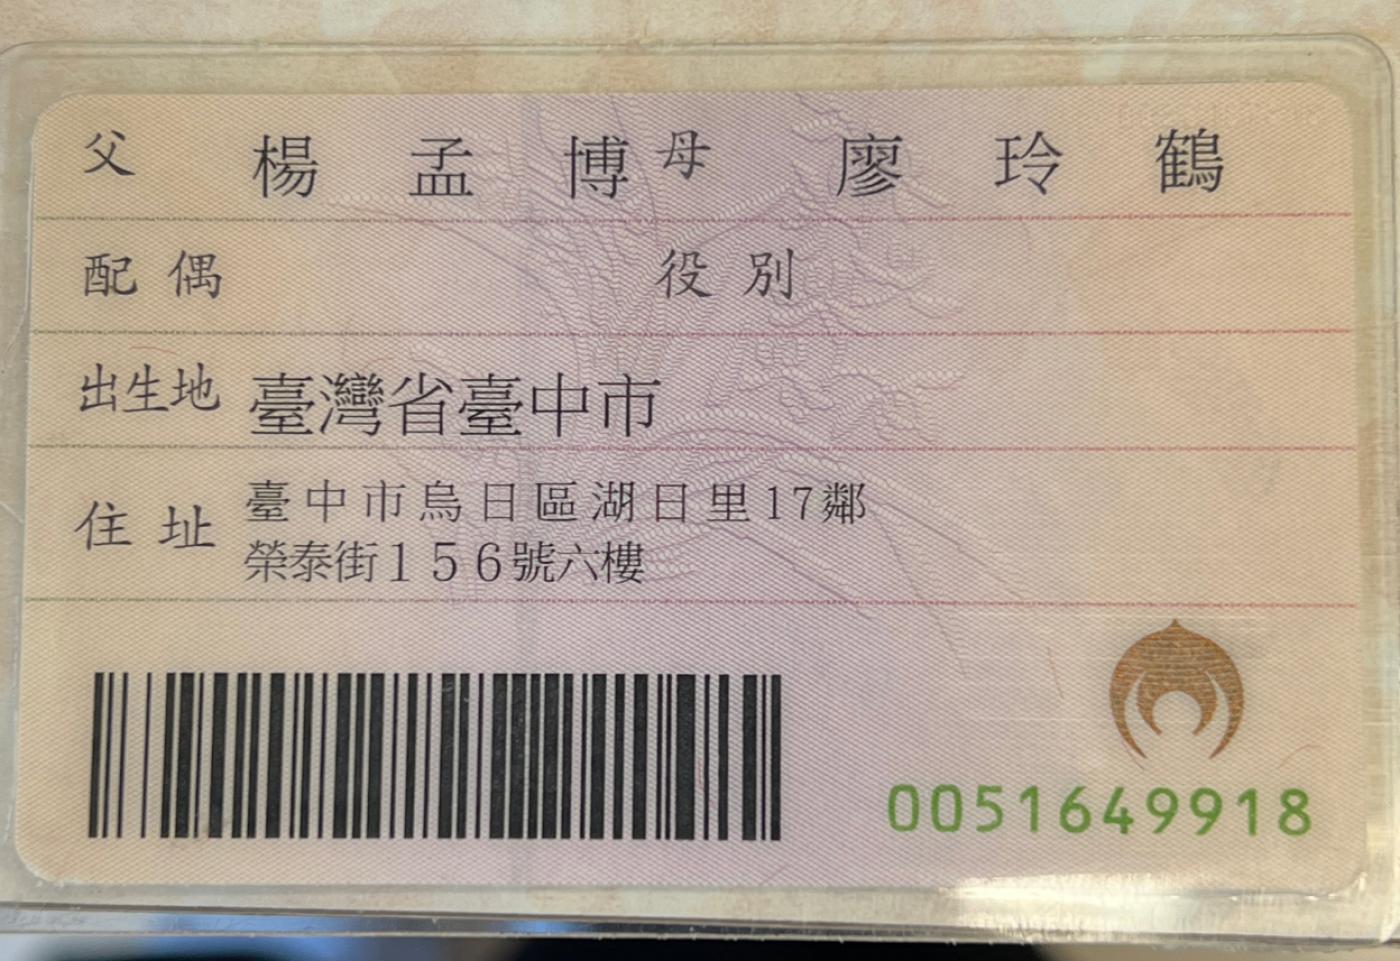 父 楊孟博 母 廖玲鶴
配偶 役別
出生地 臺灣省臺中市
住址 臺中市烏日區湖日里17鄰
榮泰街156號六樓
0051649918